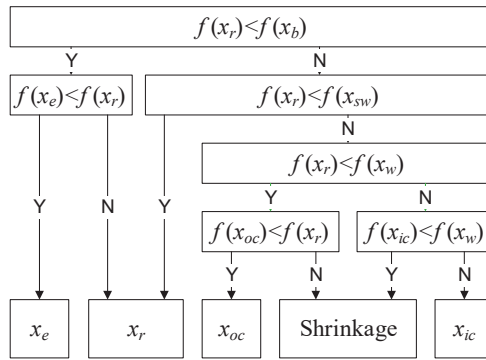 f(x_r)<f(x_b)
Y N
f(x_e)<f(x_r) f(x_r)<f(x_sw)
N
f(x_r)<f(x_w)
Y N
Y N Y f(x_oc)<f(x_r) f(x_ic)<f(x_w)
Y N Y N
x_e x_r x_oc Shrinkage x_ic